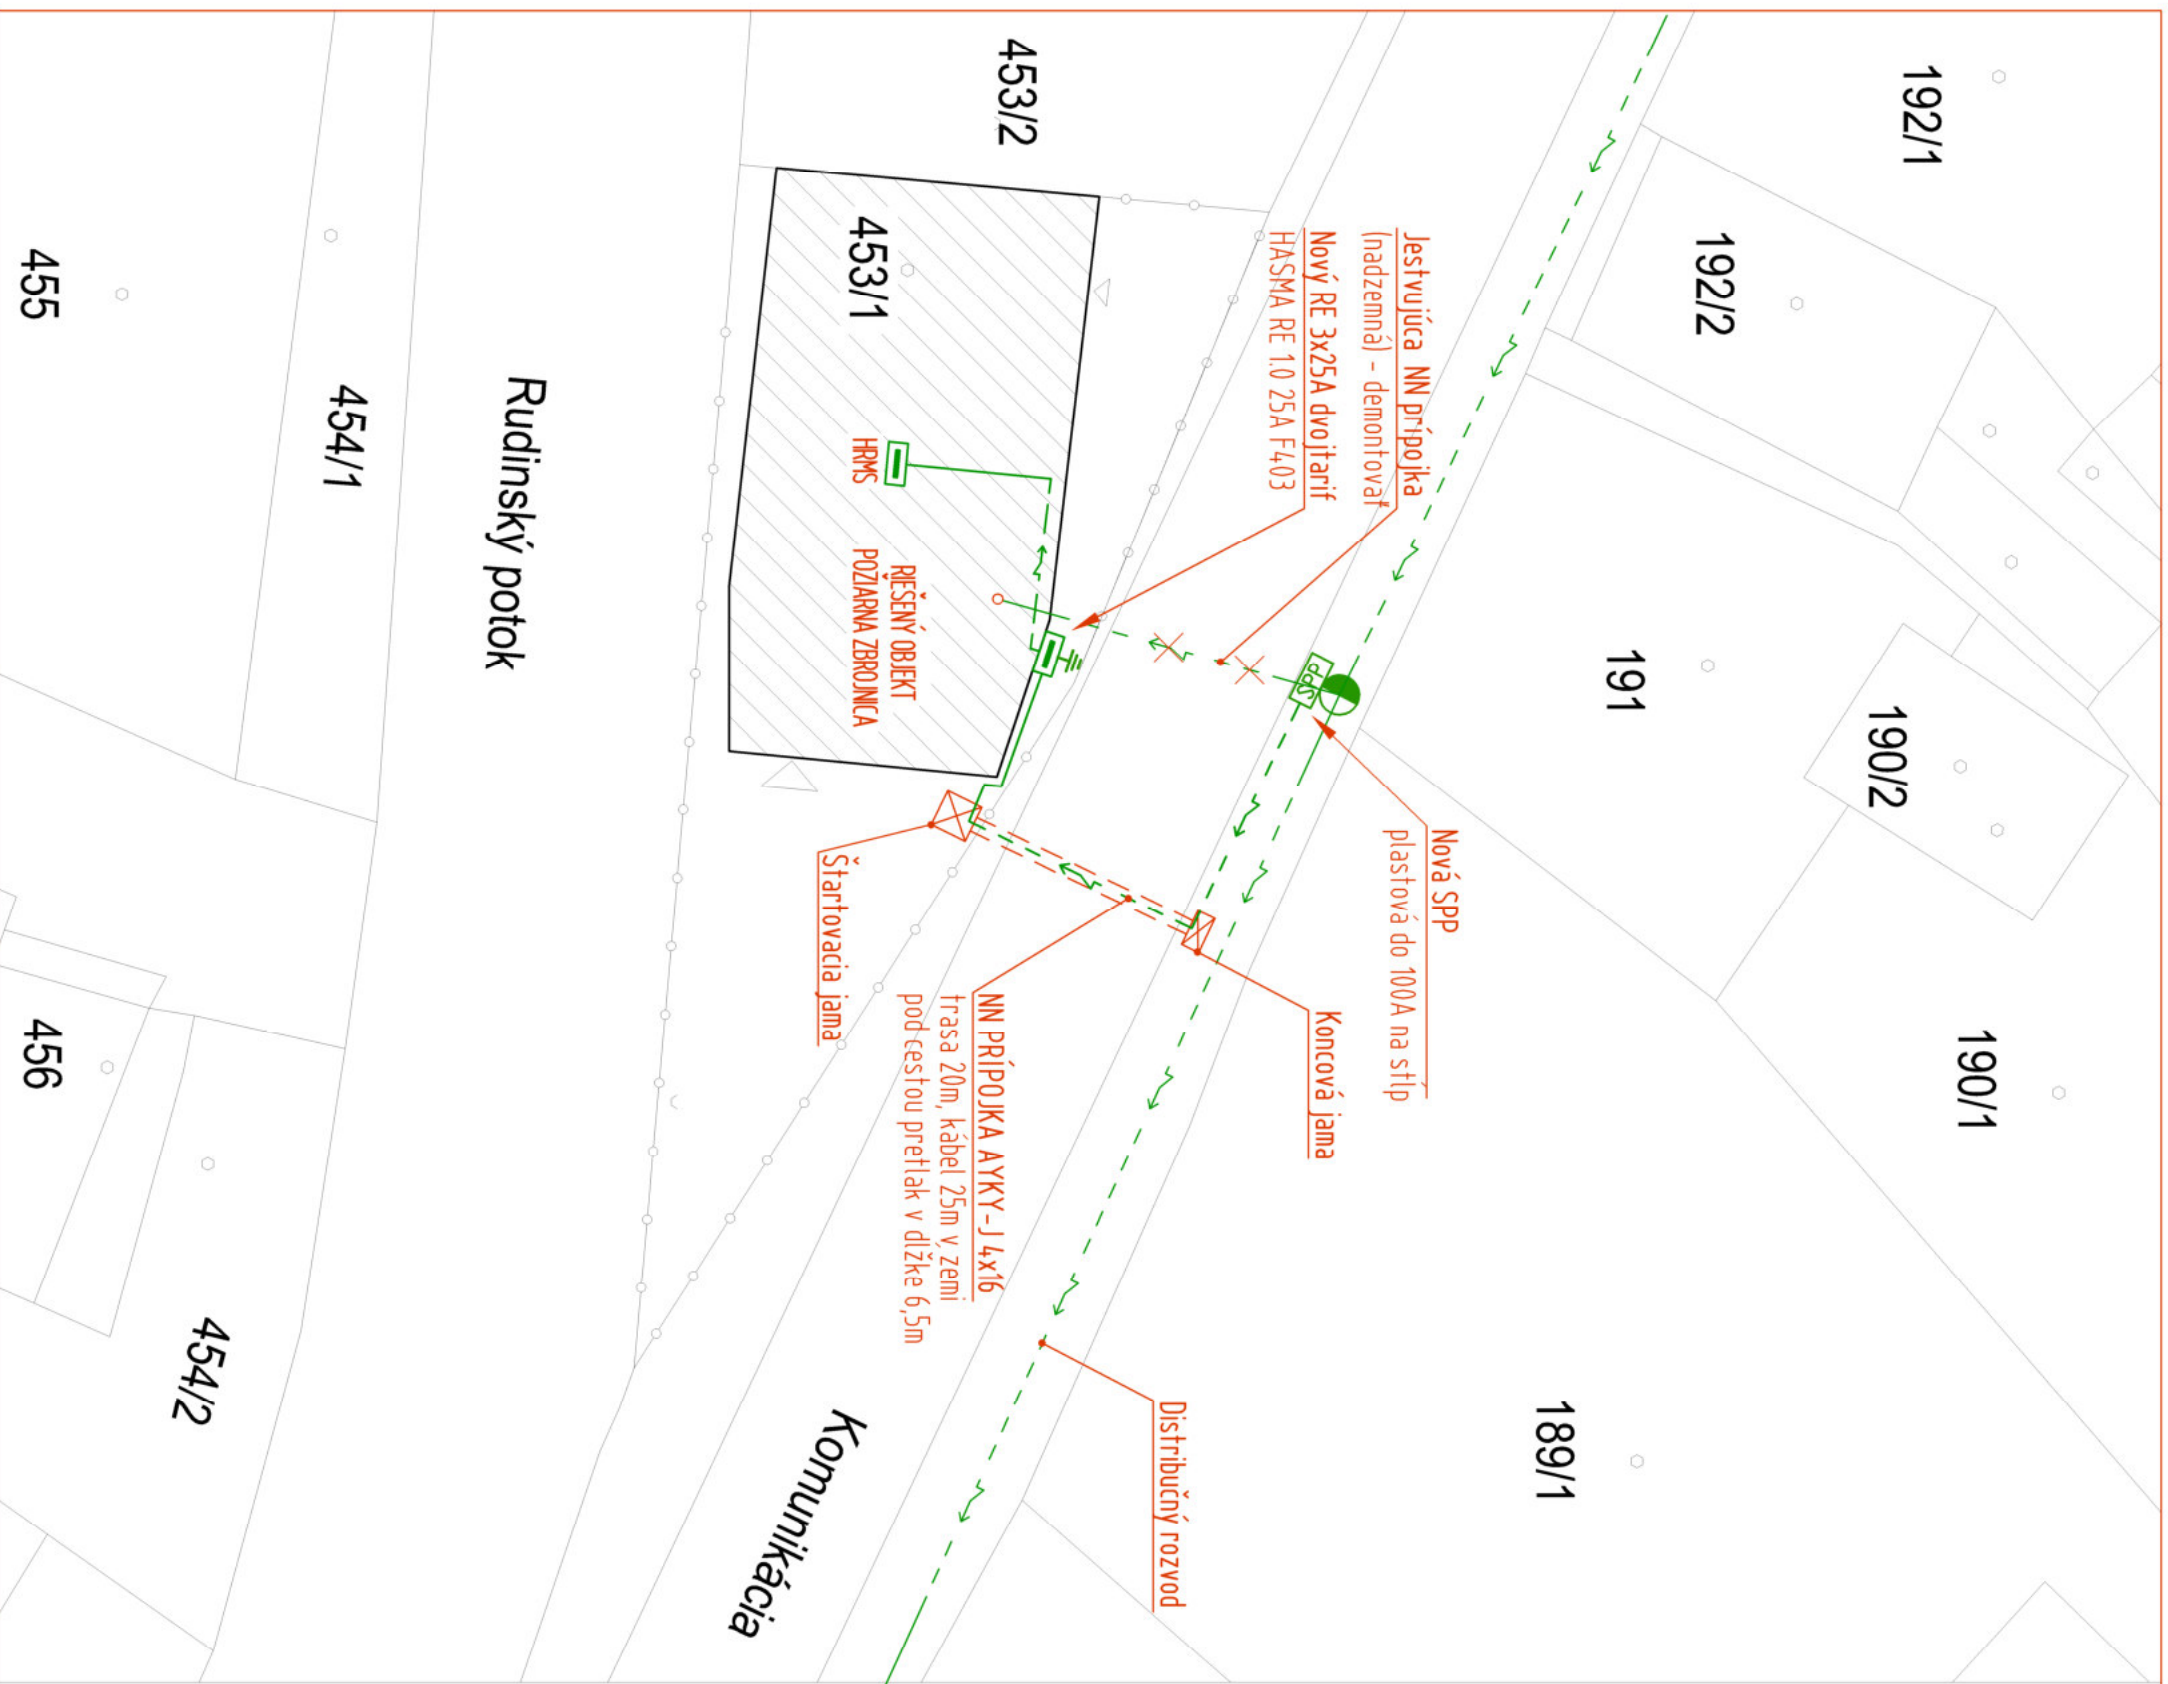 192/1
192/2
191
190/2
190/1
189/1
Jestvujúca NN prípojka
(nadzemná) - demontovať
Nový RE 3x25A dvojtarif
HASMA RE 1.0 25A F403
SPP
Nová SPP
plastová do 100A na stĺp
Koncová jama
Distribučný rozvod
453/2
453/1
HRMS
RIEŠENÝ OBJEKT
POŽIARNA ZBROJNICA
NN PRÍPOJKA AYKY-J 4x16
trasa 20m, kábel 25m v zemi
pod cestou pretlak v dĺžke 6,5m
Štartovacia jama
Komunikácia
Rudinský potok
454/1
454/2
455
456